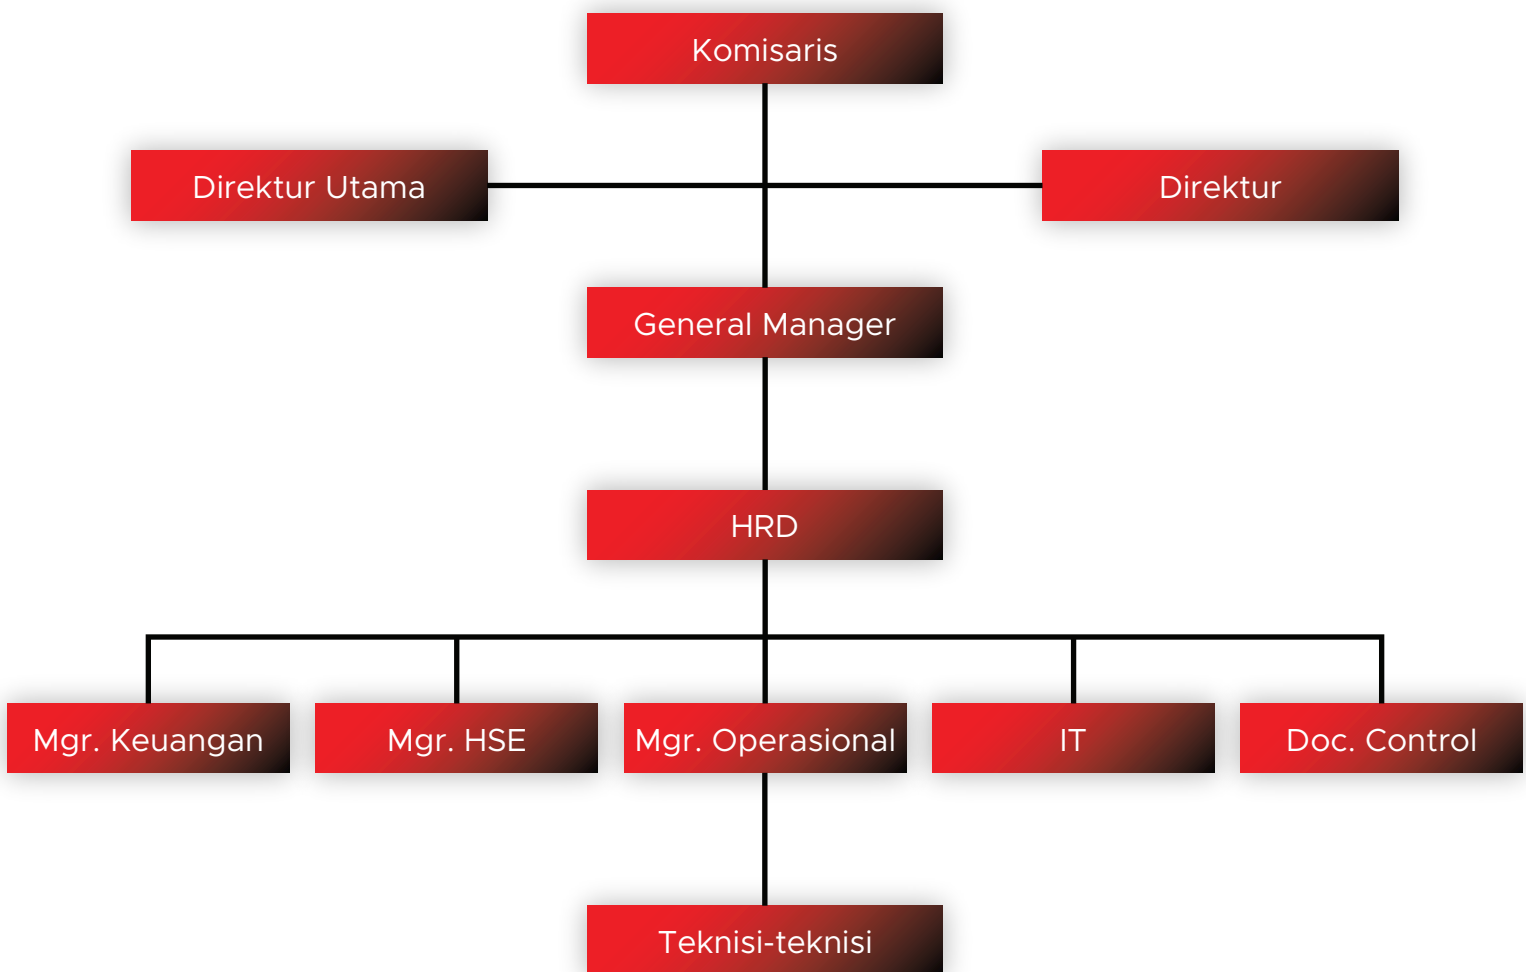 Komisaris
Direktur Utama
Direktur
General Manager
HRD
Mgr. Keuangan
Mgr. HSE
Mgr. Operasional
IT
Doc. Control
Teknisi-teknisi